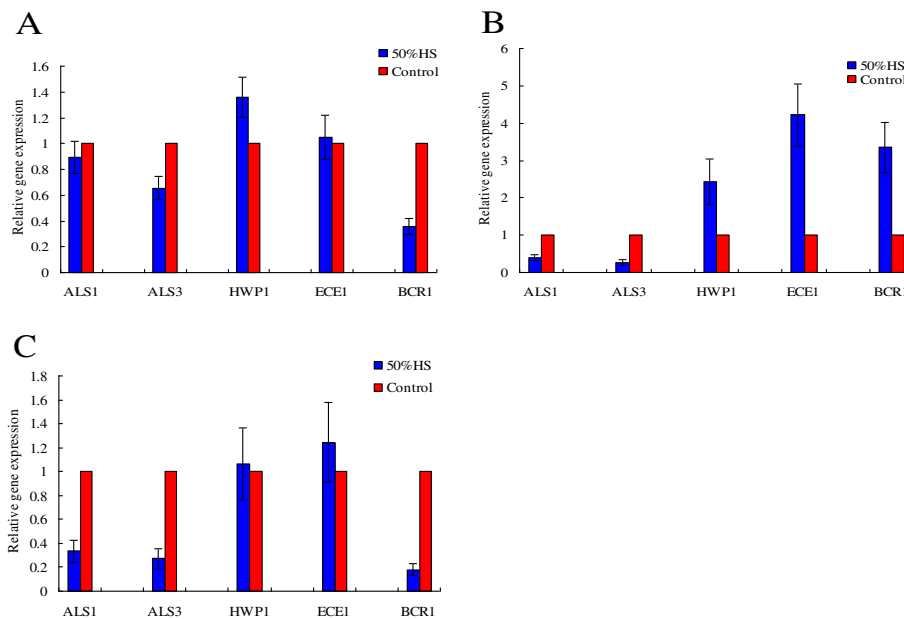 A
50%HS
Control
Relative gene expression
1.6
1.4
1.2
1
0.8
0.6
0.4
0.2
0
ALS1 ALS3 HWP1 ECE1 BCR1
B
50%HS
Control
Relative gene expression
6
5
4
3
2
1
0
ALS1 ALS3 HWP1 ECE1 BCR1
C
50%HS
Control
Relative gene expression
1.8
1.6
1.4
1.2
1
0.8
0.6
0.4
0.2
0
ALS1 ALS3 HWP1 ECE1 BCR1